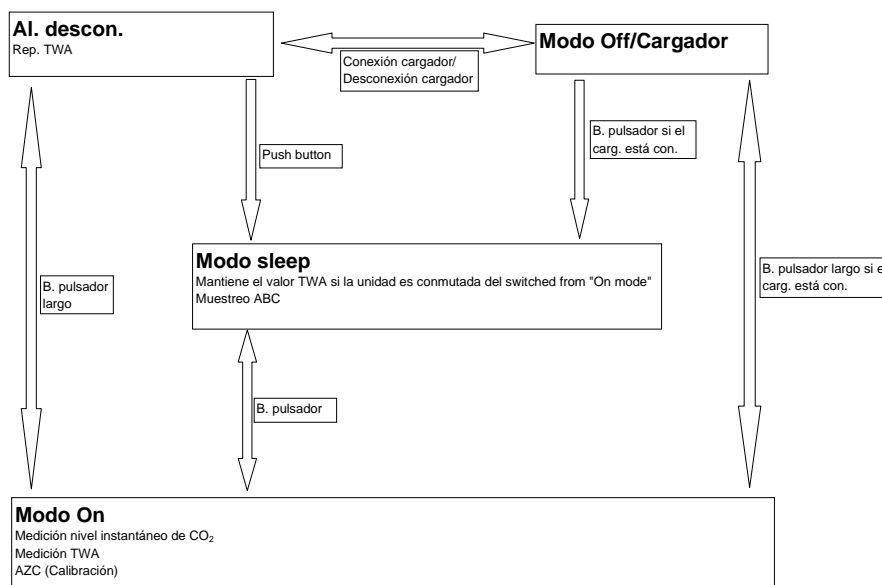 Al. descon.
Rep. TWA
Modo Off/Cargador
Conexión cargador/
Desconexión cargador
B. pulsador si el
carg. está con.
Push button
Modo sleep
Mantiene el valor TWA si la unidad es conmutada del switched from "On mode"
Muestreo ABC
B. pulsador
largo
B. pulsador largo si e
carg. está con.
B. pulsador
Modo On
Medición nivel instantáneo de CO₂
Medición TWA
AZC (Calibración)